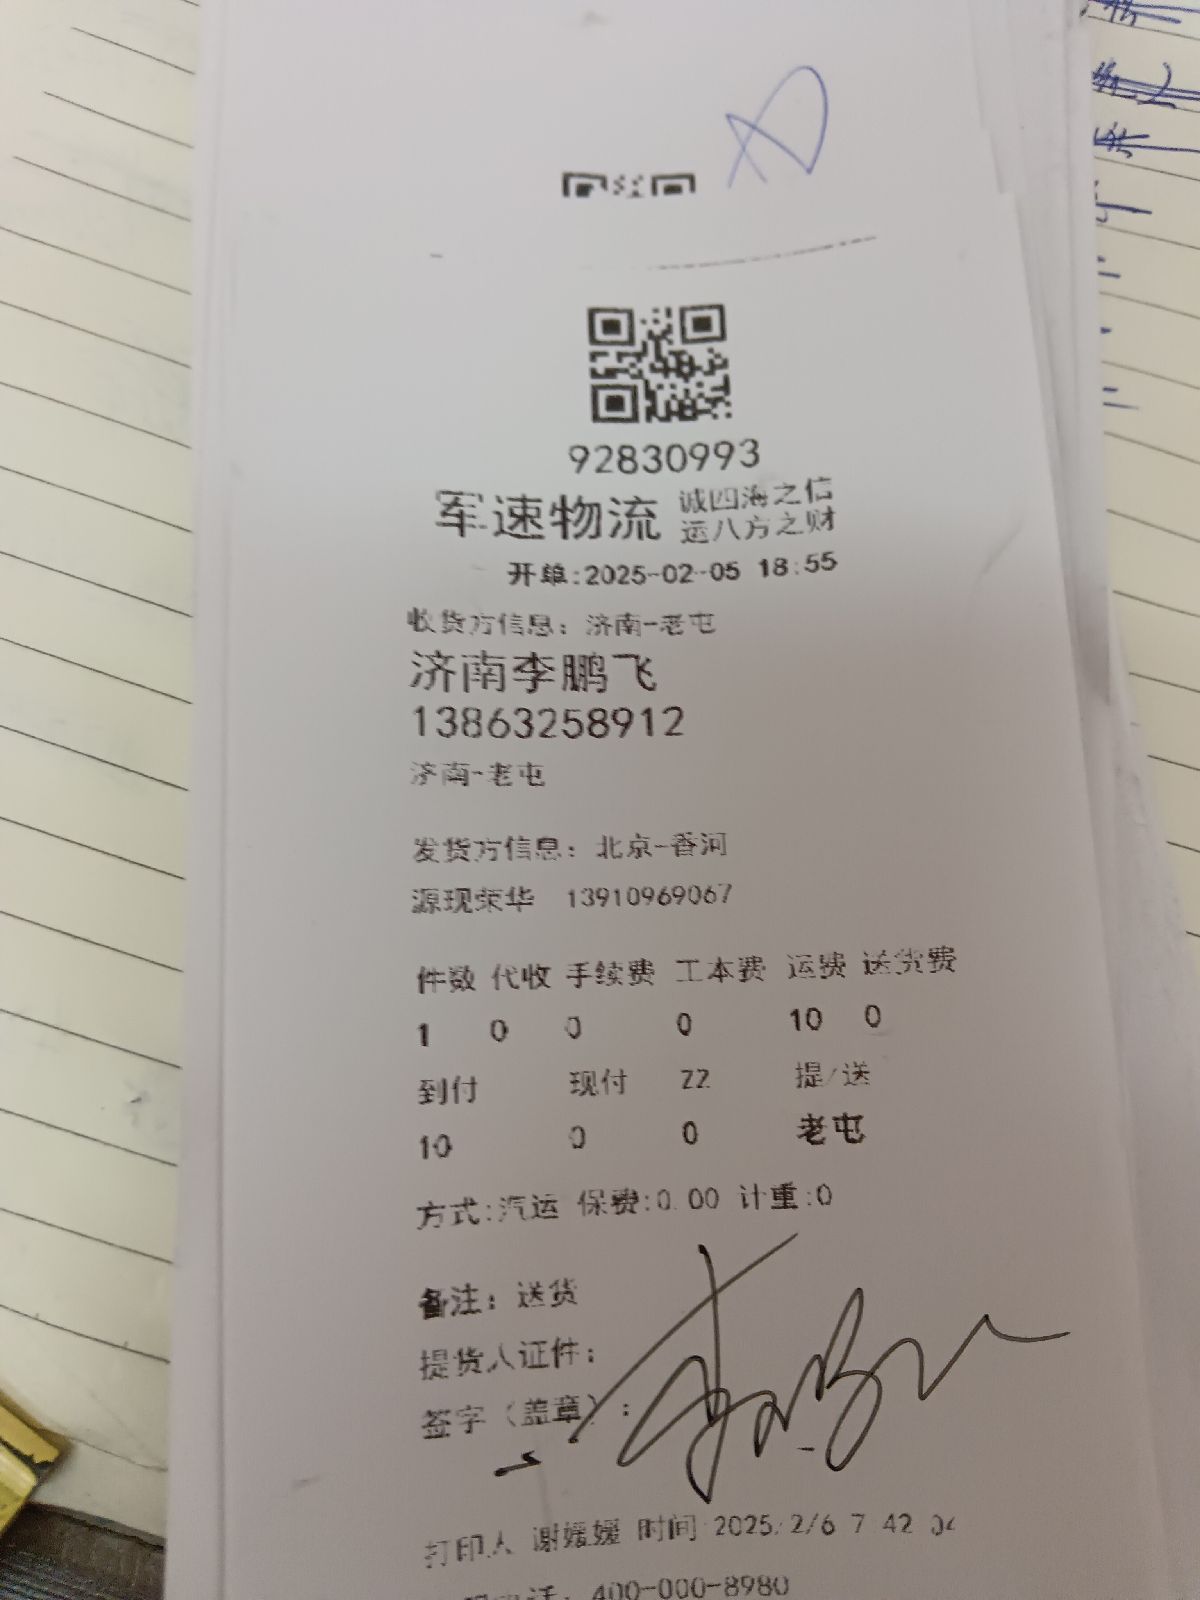 92830993
军速物流 诚四海之信
运八方之财
开单:2025-02-05 18:55
收货方信息：济南-老屯
济南李鹏飞
13863258912
济南-老屯
发货方信息：北京-香河
源现荣华 13910969067
件数 代收 手续费 工本费 运费 送货费
1 0 0 0 10 0
到付 现付 ZZ 提/送
10 0 0 老屯
方式:汽运 保费:0.00 计重:0
备注：送货
提货人证件：
签字（盖章）：
打印人 谢媛媛 时间 2025/2/6 7 42 04
400-000-8980